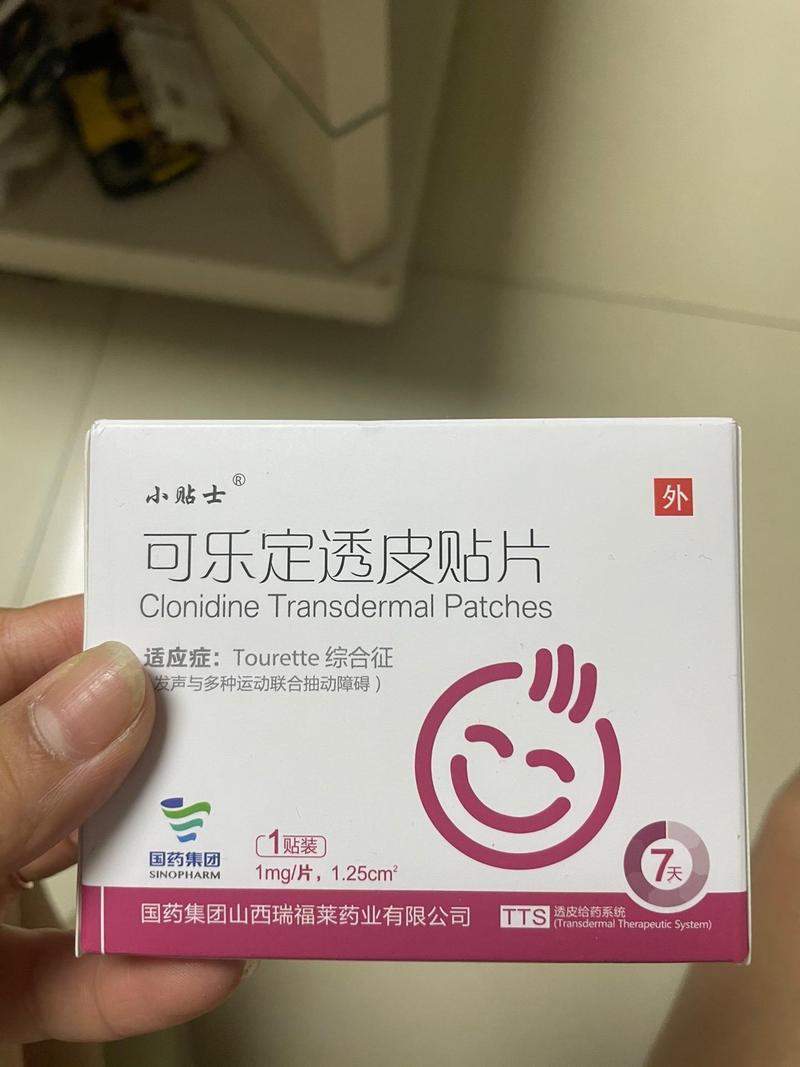 小贴士®
外
可乐定透皮贴片
Clonidine Transdermal Patches
适应症：Tourette 综合征
发声与多种运动联合抽动障碍）
国药集团
SINOPHARM
1贴装
1mg/片，1.25cm²
7天
国药集团山西瑞福莱药业有限公司
TTS 透皮给药系统
(Transdermal Therapeutic System)